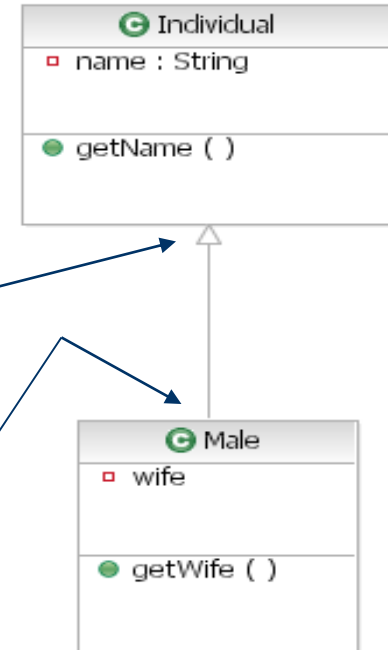 C Individual
name : String
getName ( )
C Male
wife
getWife ( )